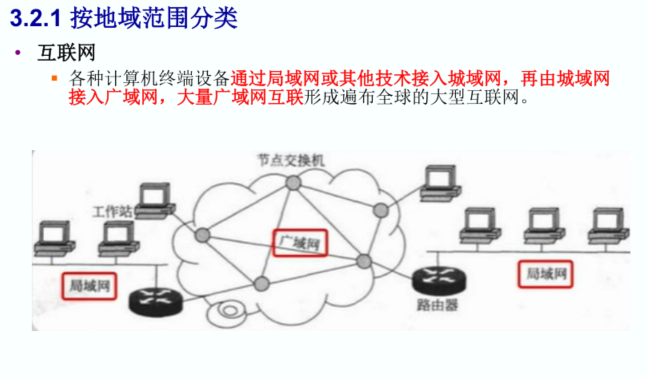 3.2.1 按地域范围分类
• 互联网
▪ 各种计算机终端设备通过局域网或其他技术接入城域网，再由城域网
接入广域网，大量广域网互联形成遍布全球的大型互联网。
节点交换机
工作站
广域网
局域网
局域网
路由器